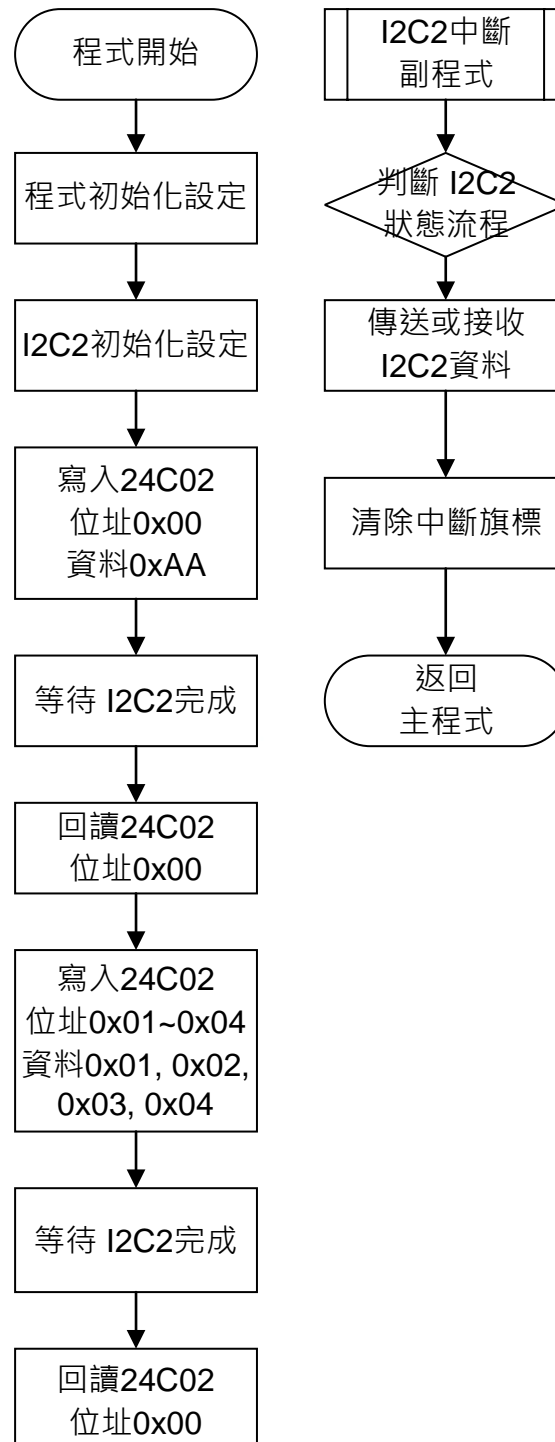 程式開始
程式初始化設定
I2C2初始化設定
寫入24C02
位址0x00
資料0xAA
等待 I2C2完成
回讀24C02
位址0x00
寫入24C02
位址0x01~0x04
資料0x01, 0x02,
0x03, 0x04
等待 I2C2完成
回讀24C02
位址0x00
I2C2中斷
副程式
判斷 I2C2
狀態流程
傳送或接收
I2C2資料
清除中斷旗標
返回
主程式